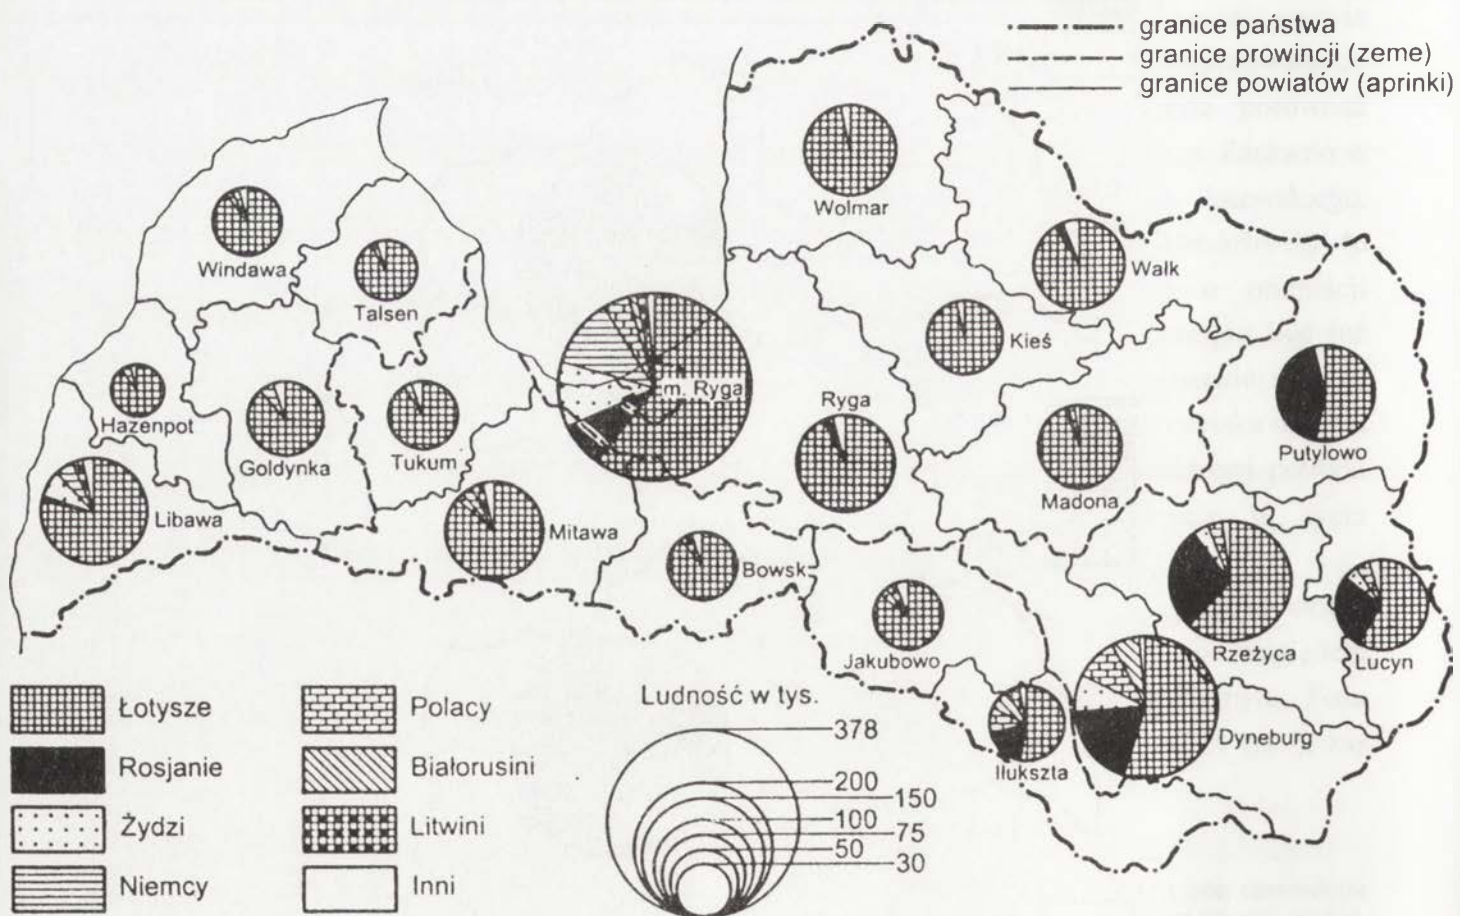 granice państwa
granice prowincji (zeme)
granice powiatów (aprinki)
Wolmar
Windawa
Walk
Talsen
Kieś
m. Ryga
Ryga
Hazenpot
Goldynka
Tukum
Putylowo
Madona
Libawa
Mitawa
Bowsk
Jakubowo
Rzeżyca
Lucyn
Dyneburg
Iłukszta
Łotysze
Rosjanie
Żydzi
Niemcy
Polacy
Białorusini
Litwini
Inni
Ludność w tys.
378
200
150
100
75
50
30